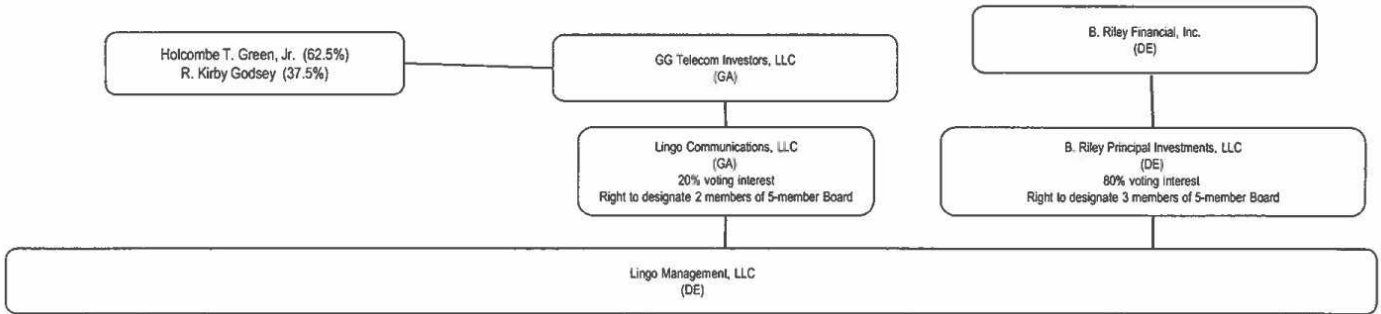 Holcombe T. Green, Jr. (62.5%)
R. Kirby Godsey (37.5%)
GG Telecom Investors, LLC
(GA)
B. Riley Financial, Inc.
(DE)
Lingo Communications, LLC
(GA)
20% voting interest
Right to designate 2 members of 5-member Board
B. Riley Principal Investments, LLC
(DE)
80% voting interest
Right to designate 3 members of 5-member Board
Lingo Management, LLC
(DE)